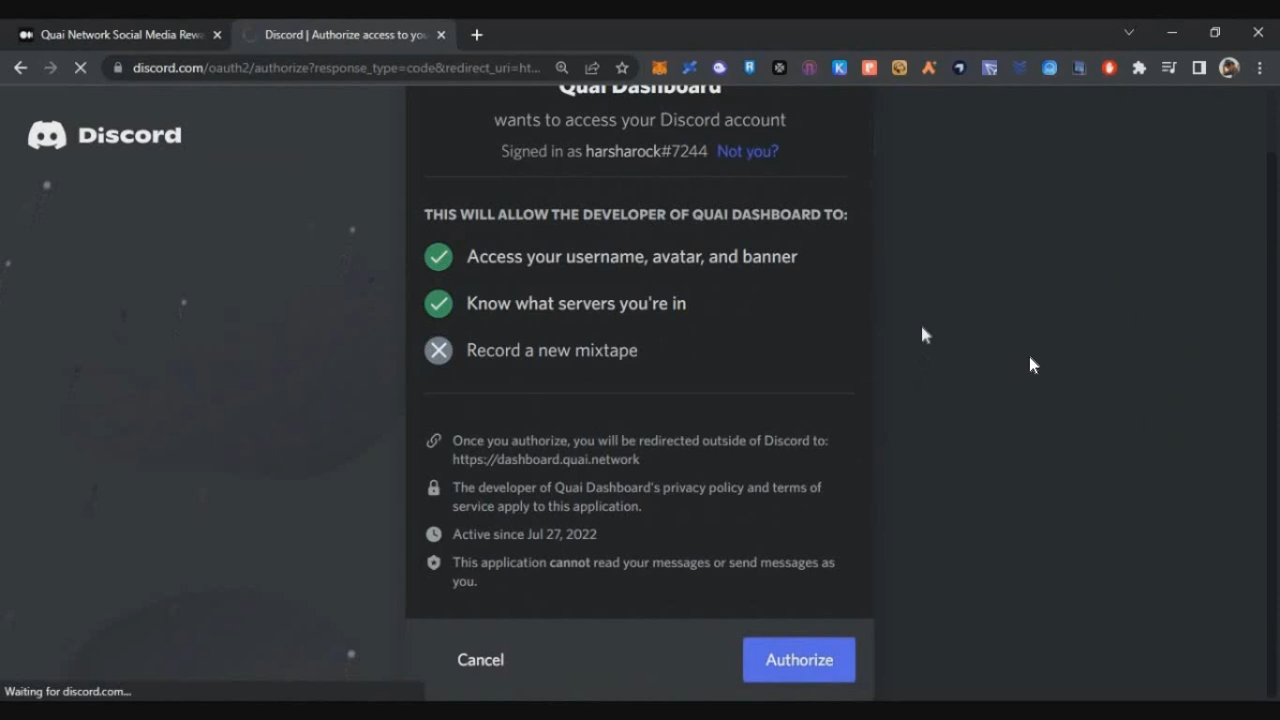 Quai Network Social Media Rew
Discord | Authorize access to yo
discord.com/oauth2/authorize?response_type=code&redirect_uri=ht...
Discord
Quai Dashboard
wants to access your Discord account
Signed in as harsharock#7244 Not you?
THIS WILL ALLOW THE DEVELOPER OF QUAI DASHBOARD TO:
Access your username, avatar, and banner
Know what servers you're in
Record a new mixtape
Once you authorize, you will be redirected outside of Discord to:
https://dashboard.quai.network
The developer of Quai Dashboard's privacy policy and terms of
service apply to this application.
Active since Jul 27, 2022
This application cannot read your messages or send messages as
you.
Cancel
Authorize
Waiting for discord.com...